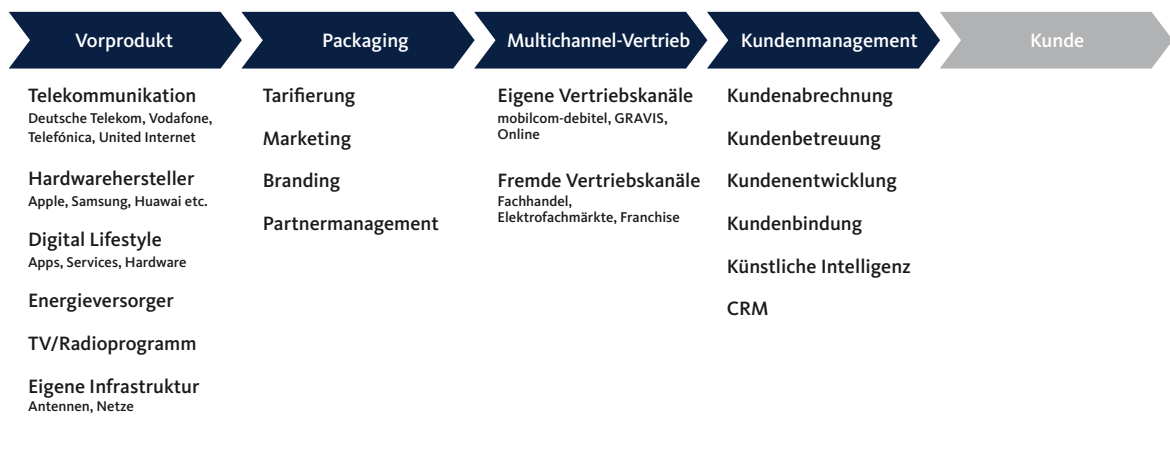 Vorprodukt
Packaging
Multichannel-Vertrieb
Kundenmanagement
Kunde
Telekommunikation
Deutsche Telekom, Vodafone,
Telefónica, United Internet
Hardwarehersteller
Apple, Samsung, Huawai etc.
Digital Lifestyle
Apps, Services, Hardware
Energieversorger
TV/Radioprogramm
Eigene Infrastruktur
Antennen, Netze
Tarifierung
Marketing
Branding
Partnermanagement
Eigene Vertriebskanäle
mobilcom-debitel, GRAVIS,
Online
Fremde Vertriebskanäle
Fachhandel,
Elektrofachmärkte, Franchise
Kundenabrechnung
Kundenbetreuung
Kundenentwicklung
Kundenbindung
Künstliche Intelligenz
CRM